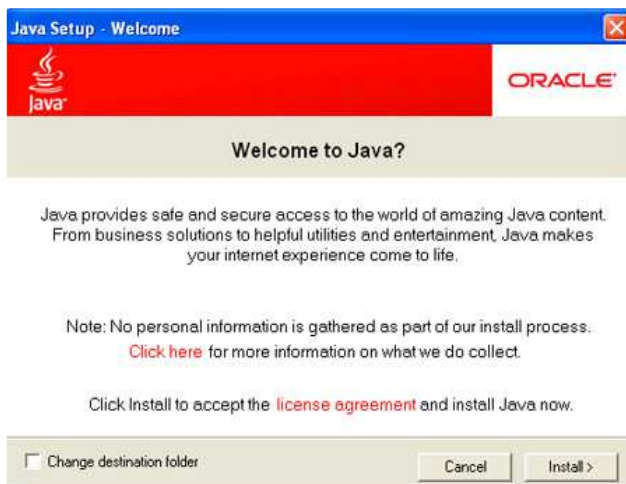 Java Setup - Welcome
Java™
ORACLE®
Welcome to Java?
Java provides safe and secure access to the world of amazing Java content.
From business solutions to helpful utilities and entertainment, Java makes
your internet experience come to life.
Note: No personal information is gathered as part of our install process.
Click here for more information on what we do collect.
Click Install to accept the license agreement and install Java now.
Change destination folder
Cancel
Install >